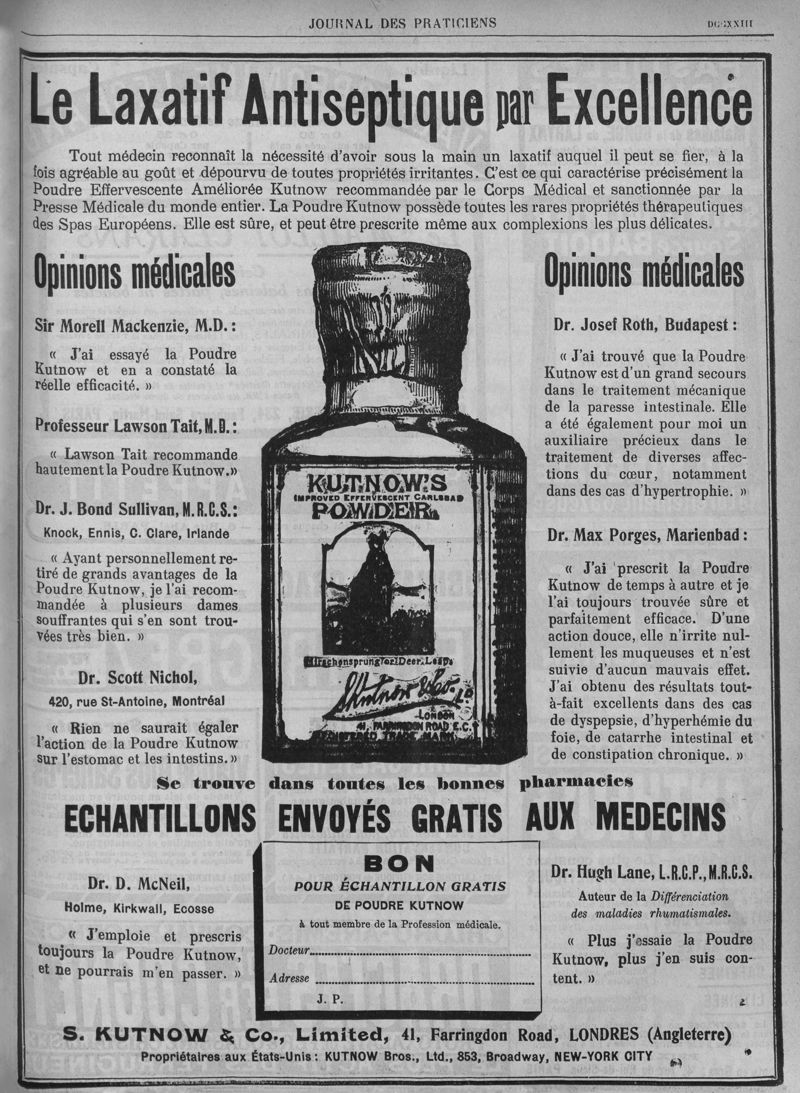 JOURNAL DES PRATICIENS
Le Laxatif Antiseptique par Excellence
Tout médecin reconnaît la nécessité d'avoir sous la main un laxatif auquel il peut se fier, à la
fois agréable au goût et dépourvu de toutes propriétés irritantes. C'est ce qui caractérise précisément la
Poudre Effervescente Améliorée Kutnow recommandée par le Corps Médical et sanctionnée par la
Presse Médicale du monde entier. La Poudre Kutnow possède toutes les rares propriétés thérapeutiques
des Spas Européens. Elle est sûre, et peut être prescrite même aux complexions les plus délicates.
Opinions médicales
Sir Morell Mackenzie, M.D. :
« J'ai essayé la Poudre
Kutnow et en a constaté la
réelle efficacité. »
Professeur Lawson Tait, M.B. :
« Lawson Tait recommande
hautement la Poudre Kutnow.»
Dr. J. Bond Sullivan, M.R.C.S. :
Knock, Ennis, C. Clare, Irlande
« Ayant personnellement re-
tiré de grands avantages de la
Poudre Kutnow, je l'ai recom-
mandée à plusieurs dames
souffrantes qui s'en sont trou-
vées très bien. »
Dr. Scott Nichol,
420, rue St-Antoine, Montréal
« Rien ne saurait égaler
l'action de la Poudre Kutnow
sur l'estomac et les intestins.»
KUTNOW'S
IMPROVED EFFERVESCENT CARLSBAD
POWDER
Hirschensprung or Deer Leap
S. Kutnow & Co. Ld
LONDON
41, FARRINGDON ROAD E.C.
REGISTERED TRADE MARK
Opinions médicales
Dr. Josef Roth, Budapest :
« J'ai trouvé que la Poudre
Kutnow est d'un grand secours
dans le traitement mécanique
de la paresse intestinale. Elle
a été également pour moi un
auxiliaire précieux dans le
traitement de diverses affec-
tions du cœur, notamment
dans des cas d'hypertrophie. »
Dr. Max Porges, Marienbad :
« J'ai prescrit la Poudre
Kutnow de temps à autre et je
l'ai toujours trouvée sûre et
parfaitement efficace. D'une
action douce, elle n'irrite nul-
lement les muqueuses et n'est
suivie d'aucun mauvais effet.
J'ai obtenu des résultats tout-
à-fait excellents dans des cas
de dyspepsie, d'hyperhémie du
foie, de catarrhe intestinal et
de constipation chronique. »
Se trouve dans toutes les bonnes pharmacies
ECHANTILLONS ENVOYÉS GRATIS AUX MEDECINS
Dr. D. McNeil,
Holme, Kirkwall, Ecosse
« J'emploie et prescris
toujours la Poudre Kutnow,
et ne pourrais m'en passer. »
BON
POUR ÉCHANTILLON GRATIS
DE POUDRE KUTNOW
à tout membre de la Profession médicale.
Docteur
Adresse
J. P.
Dr. Hugh Lane, L.R.C.P., M.R.C.S.
Auteur de la Différenciation
des maladies rhumatismales.
« Plus j'essaie la Poudre
Kutnow, plus j'en suis con-
tent. »
S. KUTNOW & Co., Limited, 41, Farringdon Road, LONDRES (Angleterre)
Propriétaires aux États-Unis : KUTNOW Bros., Ltd., 853, Broadway, NEW-YORK CITY